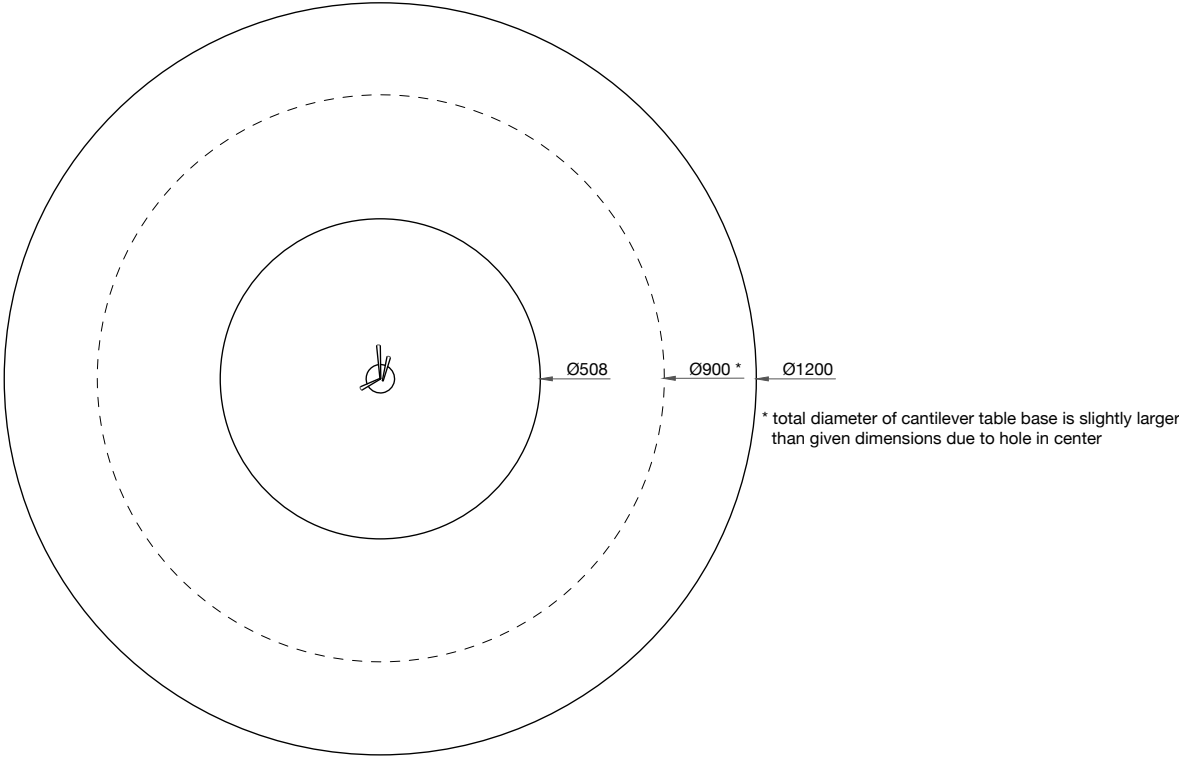 Ø508
Ø900 *
Ø1200
* total diameter of cantilever table base is slightly larger
than given dimensions due to hole in center